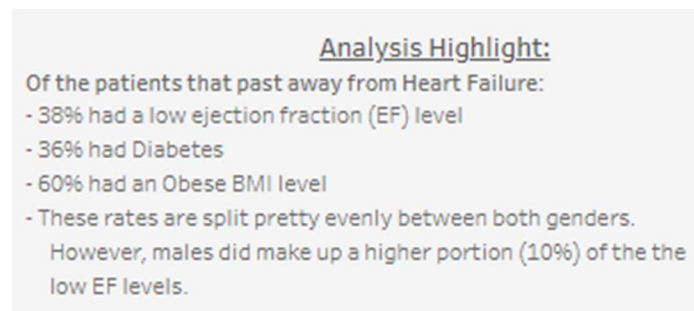 Analysis Highlight:
Of the patients that past away from Heart Failure:
- 38% had a low ejection fraction (EF) level
- 36% had Diabetes
- 60% had an Obese BMI level
- These rates are split pretty evenly between both genders.
However, males did make up a higher portion (10%) of the the
low EF levels.